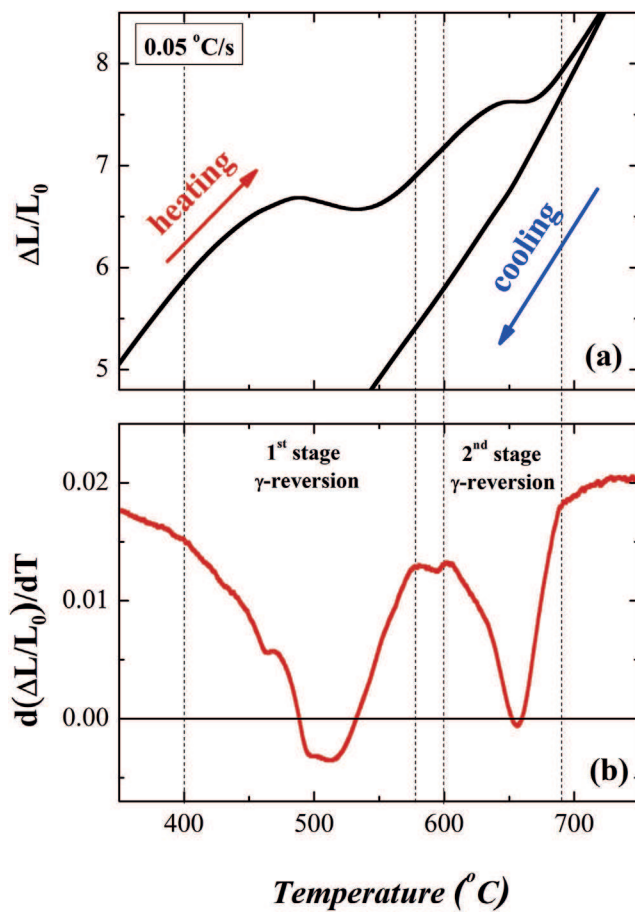 0.05 °C/s
8
7
6
5
ΔL/L₀
heating
cooling
(a)
1st stage
γ-reversion
2nd stage
γ-reversion
0.02
0.01
0.00
d(ΔL/L₀)/dT
(b)
400 500 600 700
Temperature (°C)